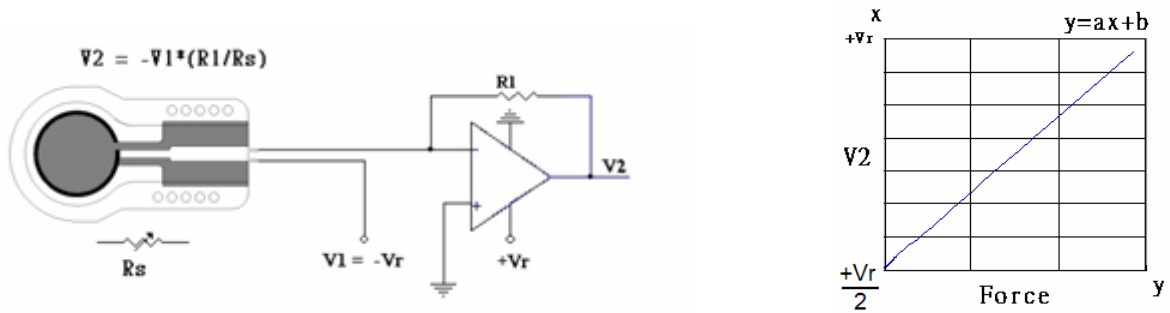 V2 = -V1*(R1/Rs)
R1
-
+
V2
Rs
V1 = -Vr
+Vr
x
y=ax+b
+Vr
V2
+Vr
2
Force
y